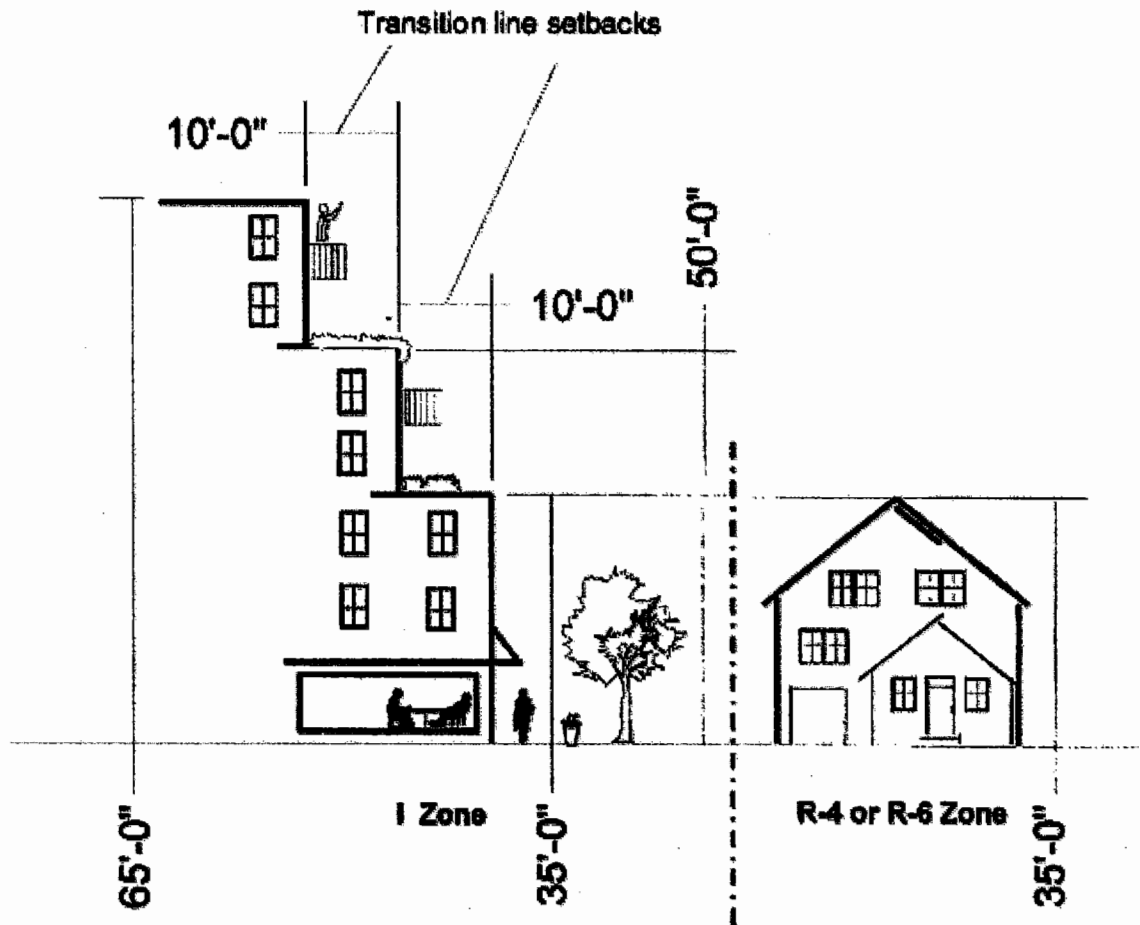 Transition line setbacks
10'-0"
50'-0"
10'-0"
I Zone
R-4 or R-6 Zone
65'-0"
35'-0"
35'-0"